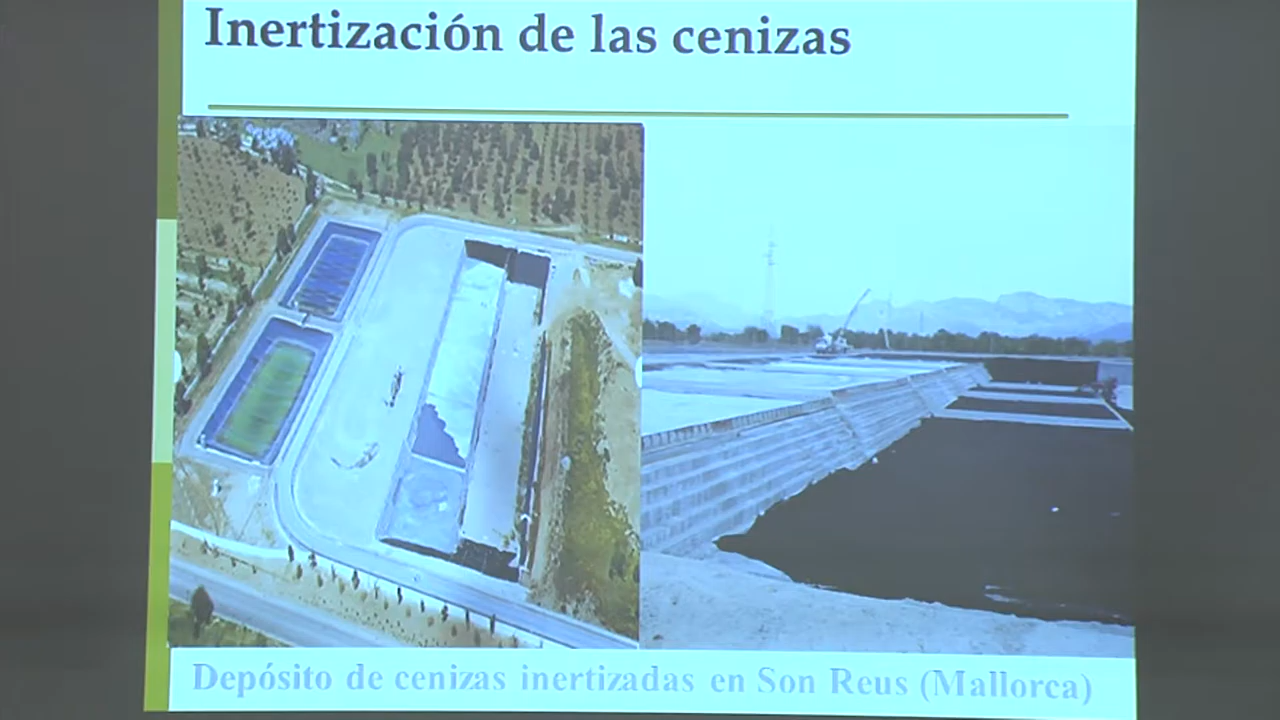 Inertización de las cenizas
Depósito de cenizas inertizadas en Son Reus (Mallorca)